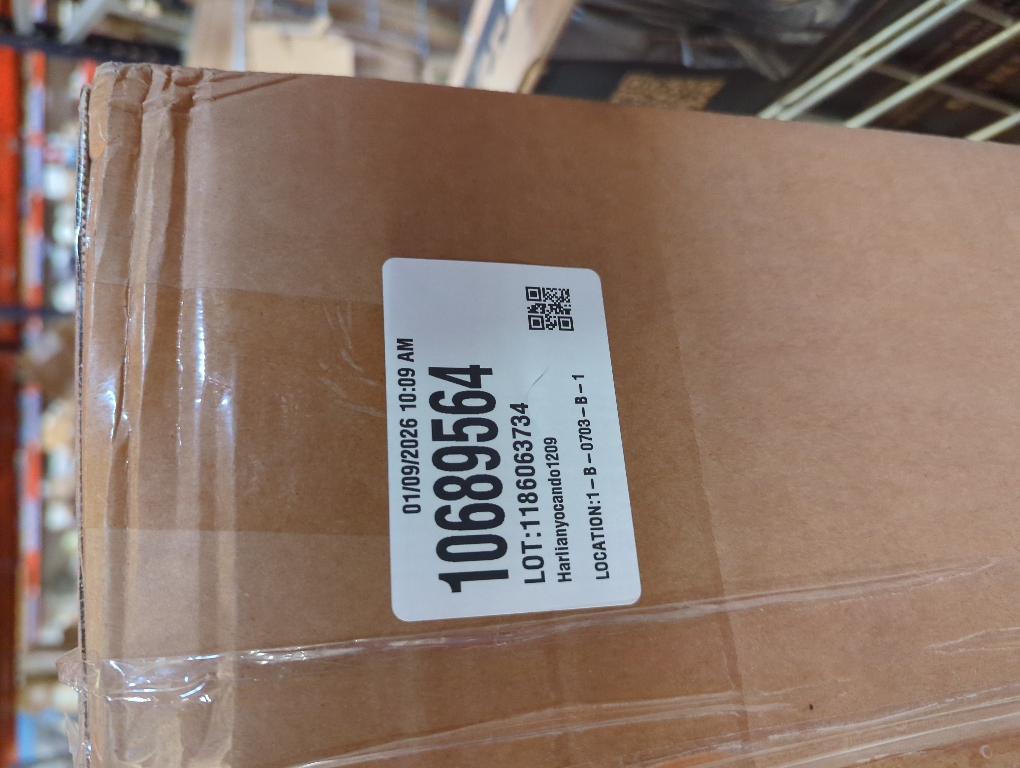 01/09/2026 10:09 AM
10689564
LOT:1186063734
Harlianyocando1209
LOCATION:1-B-0703-B-1